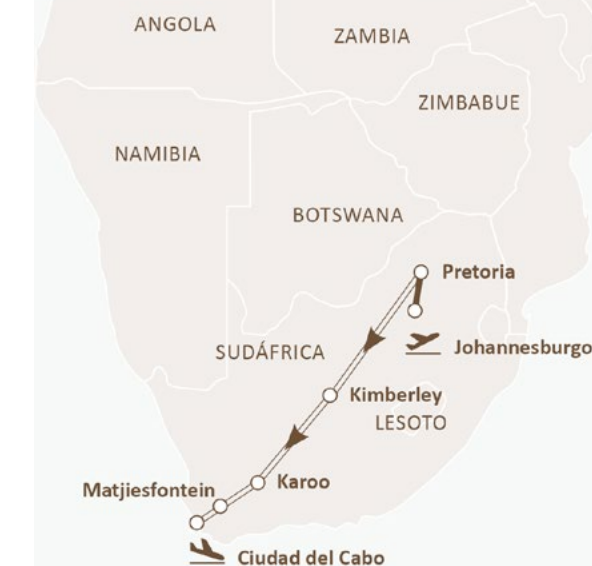 ANGOLA
ZAMBIA
ZIMBABUE
NAMIBIA
BOTSWANA
Pretoria
SUDÁFRICA
Johannesburgo
Kimberley
LESOTO
Karoo
Matjiesfontein
Ciudad del Cabo